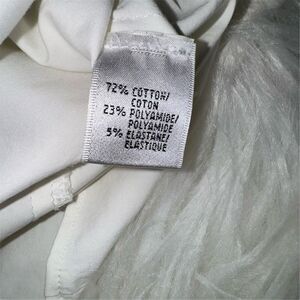 72% COTTON/
COTON
23% POLYAMIDE/
POLYAMIDE
5% ELASTANE/
ELASTIQUE